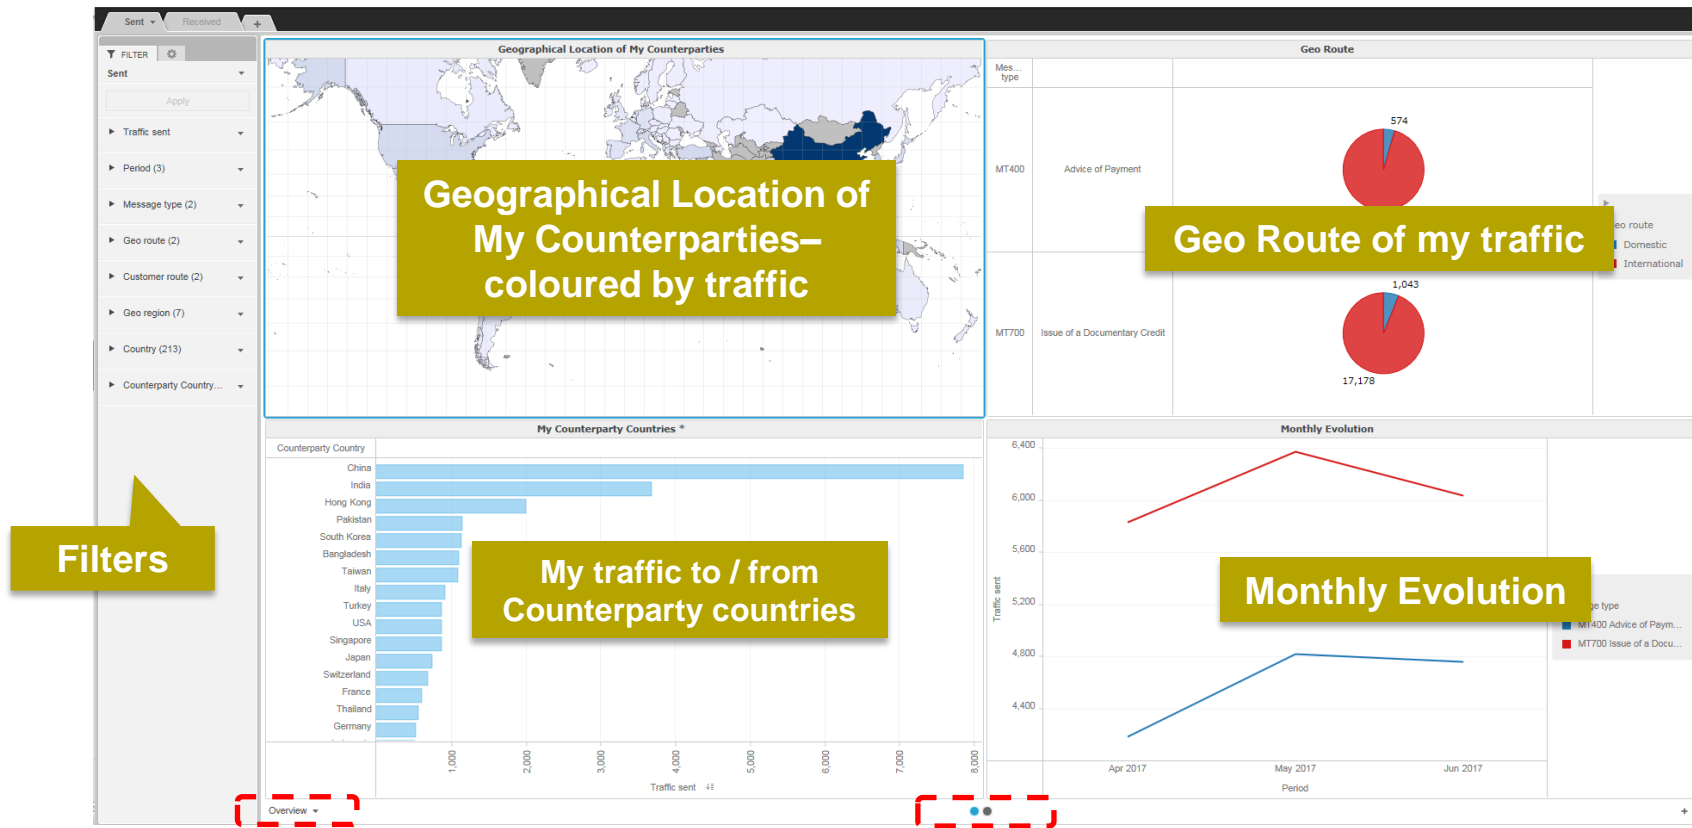 Sent
Received
+
FILTER
Sent
Apply
Traffic sent
Period (3)
Message type (2)
Geo route (2)
Customer route (2)
Geo region (7)
Country (213)
Counterparty Country...
Filters
Geographical Location of My Counterparties
Geographical Location of
My Counterparties–
coloured by traffic
Geo Route
Mes...
type
574
MT400
Advice of Payment
Geo Route of my traffic
eo route
Domestic
International
1,043
MT700
Issue of a Documentary Credit
17,178
My Counterparty Countries *
Counterparty Country
China
India
Hong Kong
Pakistan
South Korea
Bangladesh
Taiwan
Italy
Turkey
USA
Singapore
Japan
Switzerland
France
Thailand
Germany
My traffic to / from
Counterparty countries
1,000
2,000
3,000
4,000
5,000
6,000
7,000
8,000
Traffic sent
Monthly Evolution
6,400
6,000
5,600
5,200
4,800
4,400
Traffic sent
Monthly Evolution
ge type
MT400 Advice of Paym...
MT700 Issue of a Docu...
Apr 2017
May 2017
Jun 2017
Period
Overview
+